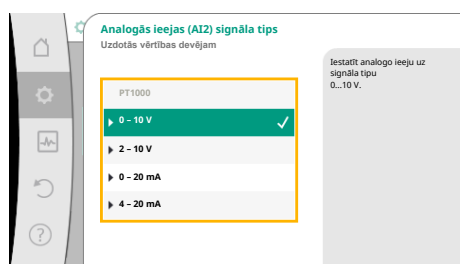 Analogās ieejas (AI2) signāla tips
Uzdotās vērtības devējam
Iestatīt analogo ieeju uz
signāla tipu
0...10 V.
PT1000
0 – 10 V
2 – 10 V
0 – 20 mA
4 – 20 mA
?